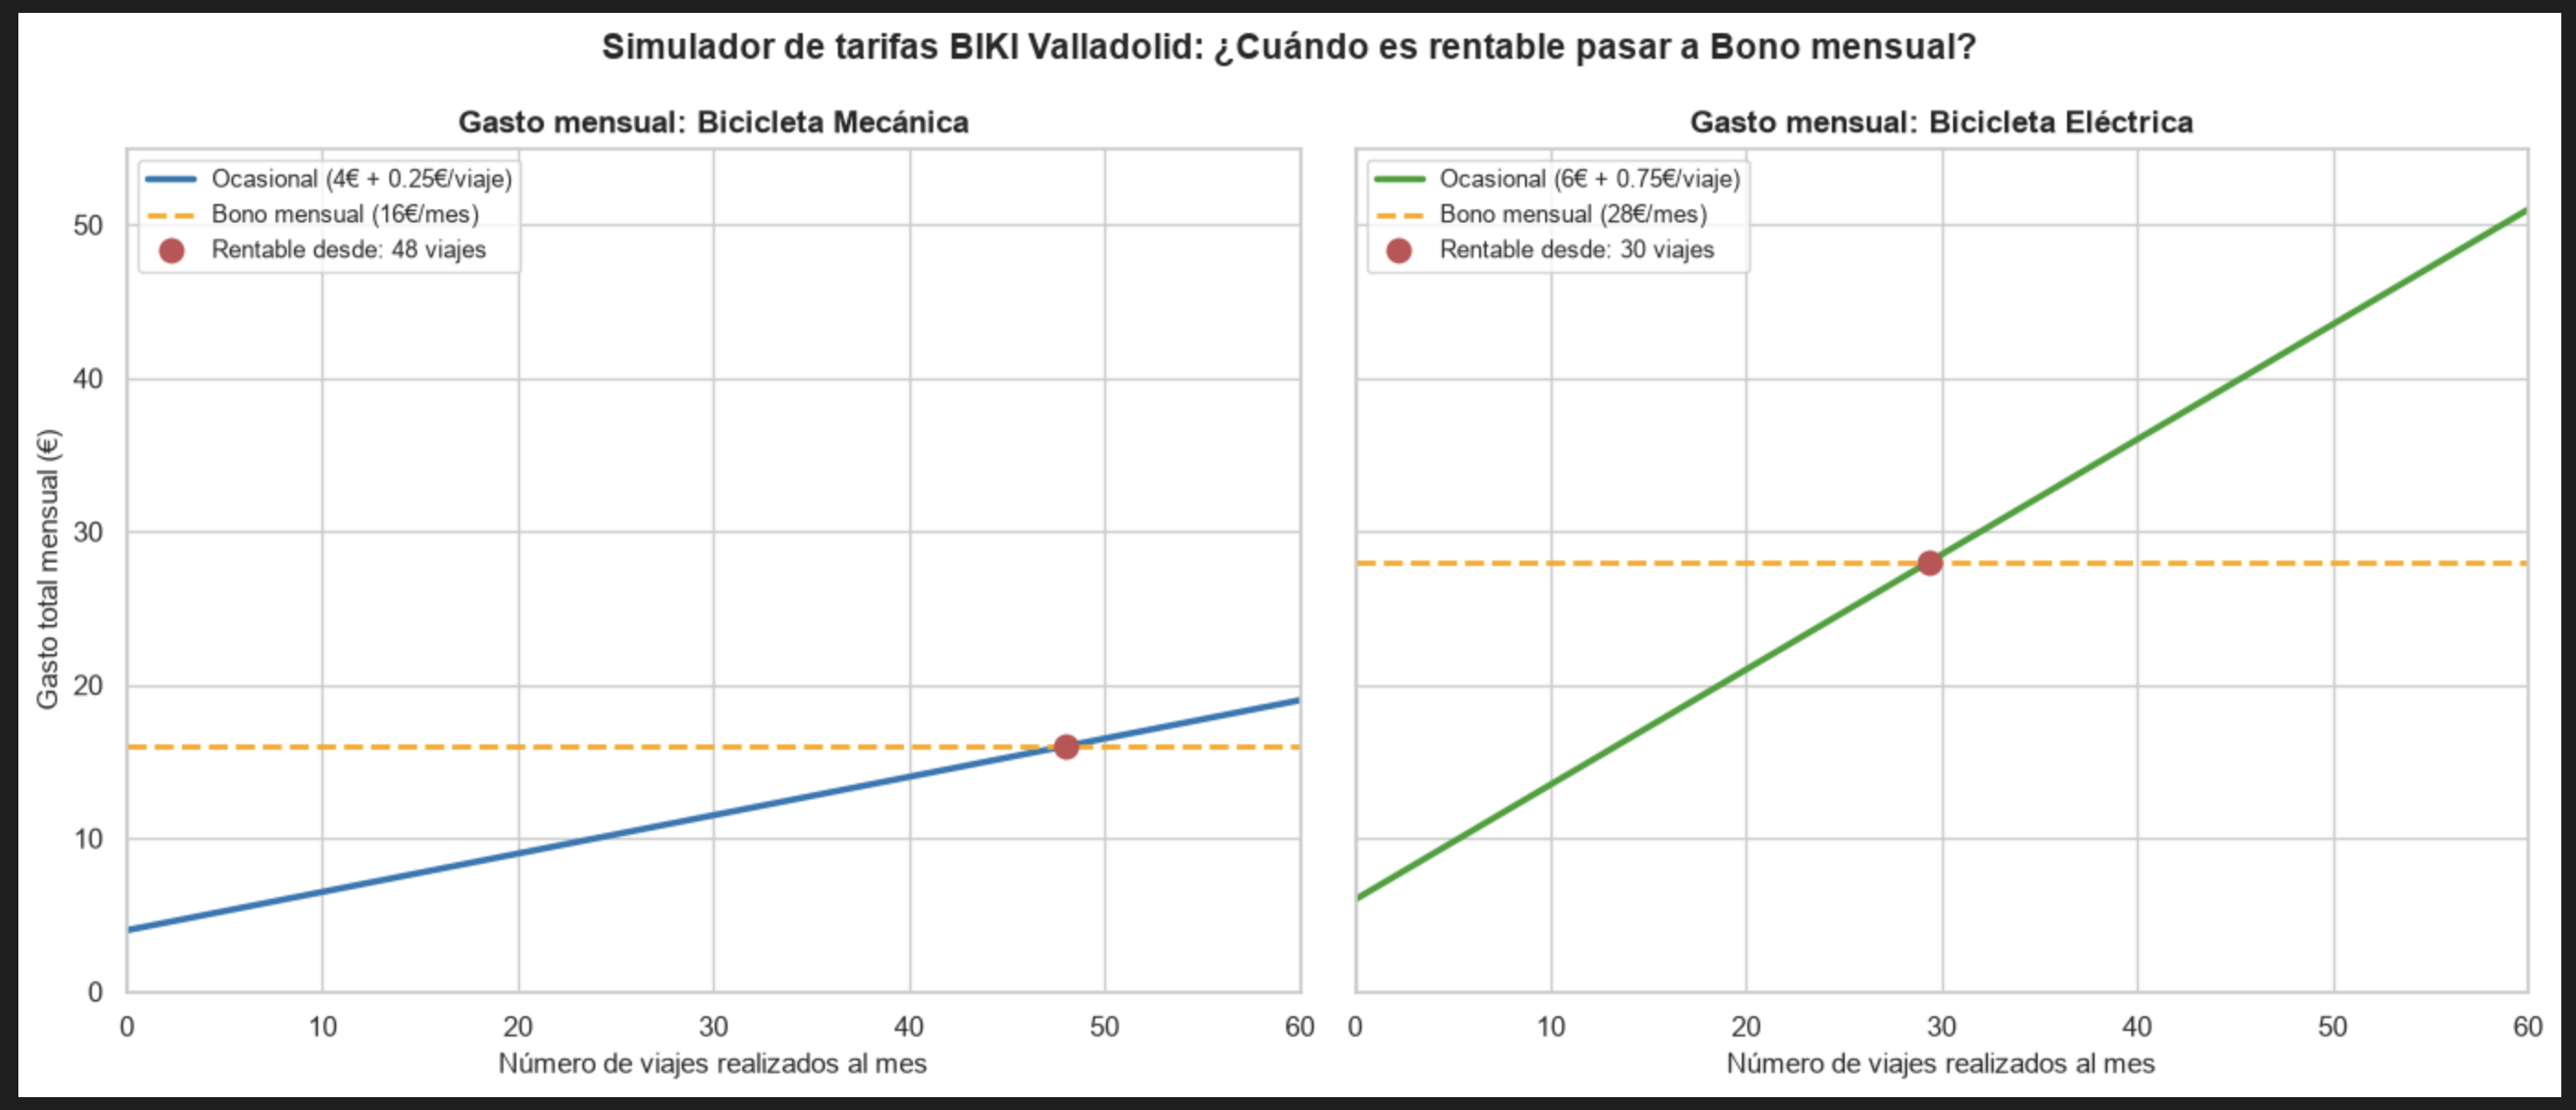 Simulador de tarifas BIKI Valladolid: ¿Cuándo es rentable pasar a Bono mensual?
Gasto mensual: Bicicleta Mecánica
Ocasional (4€ + 0.25€/viaje)
Bono mensual (16€/mes)
Rentable desde: 48 viajes
Gasto total mensual (€)
50
40
30
20
10
0
0 10 20 30 40 50 60
Número de viajes realizados al mes
Gasto mensual: Bicicleta Eléctrica
Ocasional (6€ + 0.75€/viaje)
Bono mensual (28€/mes)
Rentable desde: 30 viajes
0 10 20 30 40 50 60
Número de viajes realizados al mes